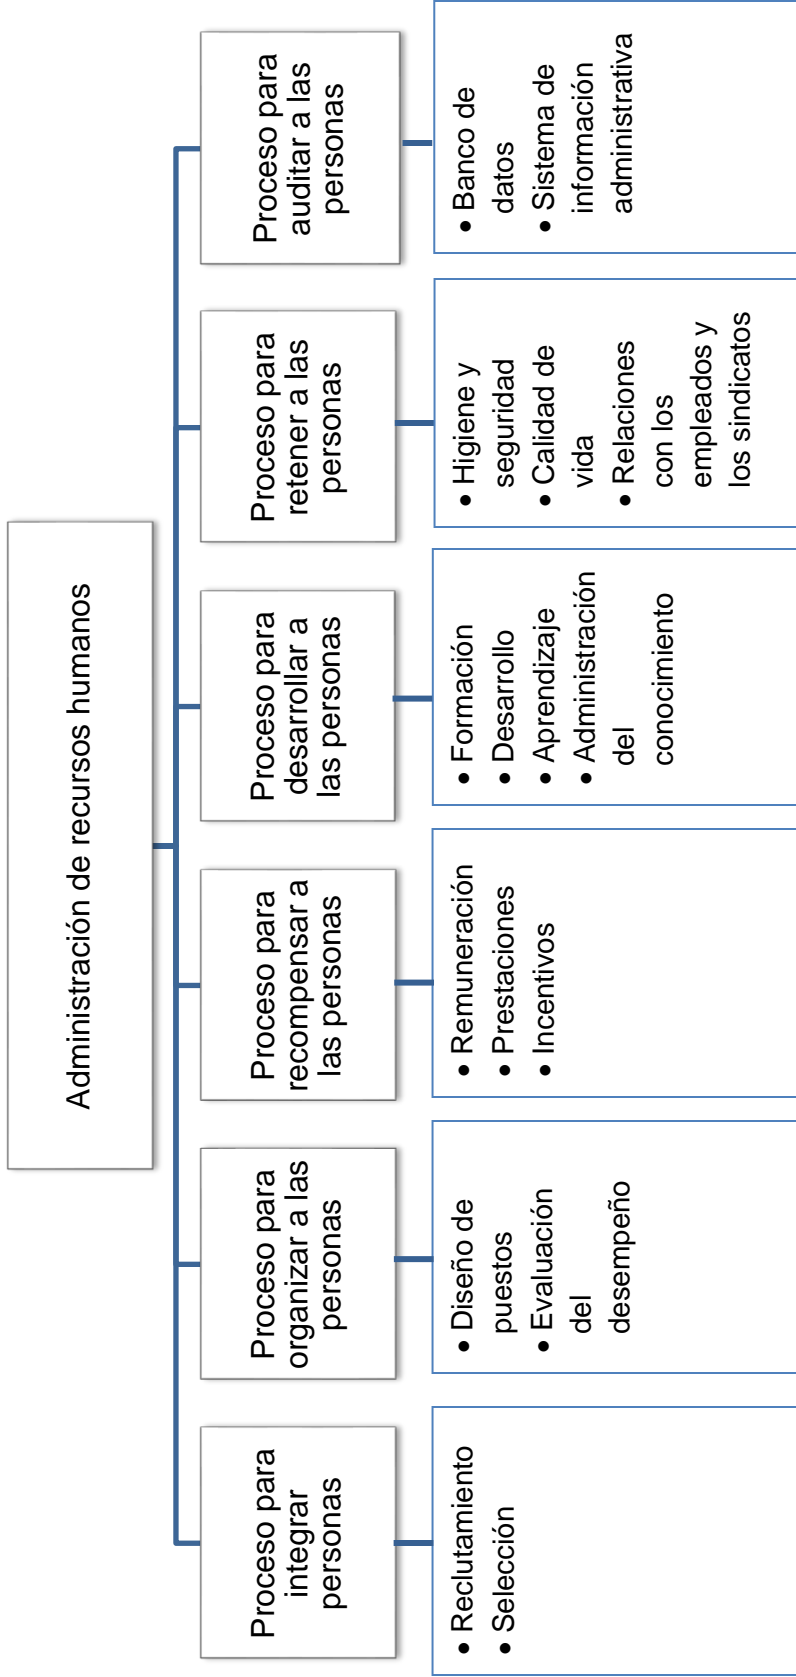 Administración de recursos humanos
Proceso para
integrar
personas
• Reclutamiento
• Selección
Proceso para
organizar a las
personas
• Diseño de
puestos
• Evaluación
del
desempeño
Proceso para
recompensar a
las personas
• Remuneración
• Prestaciones
• Incentivos
Proceso para
desarrollar a
las personas
• Formación
• Desarrollo
• Aprendizaje
• Administración
del
conocimiento
Proceso para
retener a las
personas
• Higiene y
seguridad
• Calidad de
vida
• Relaciones
con los
empleados y
los sindicatos
Proceso para
auditar a las
personas
• Banco de
datos
• Sistema de
información
administrativa